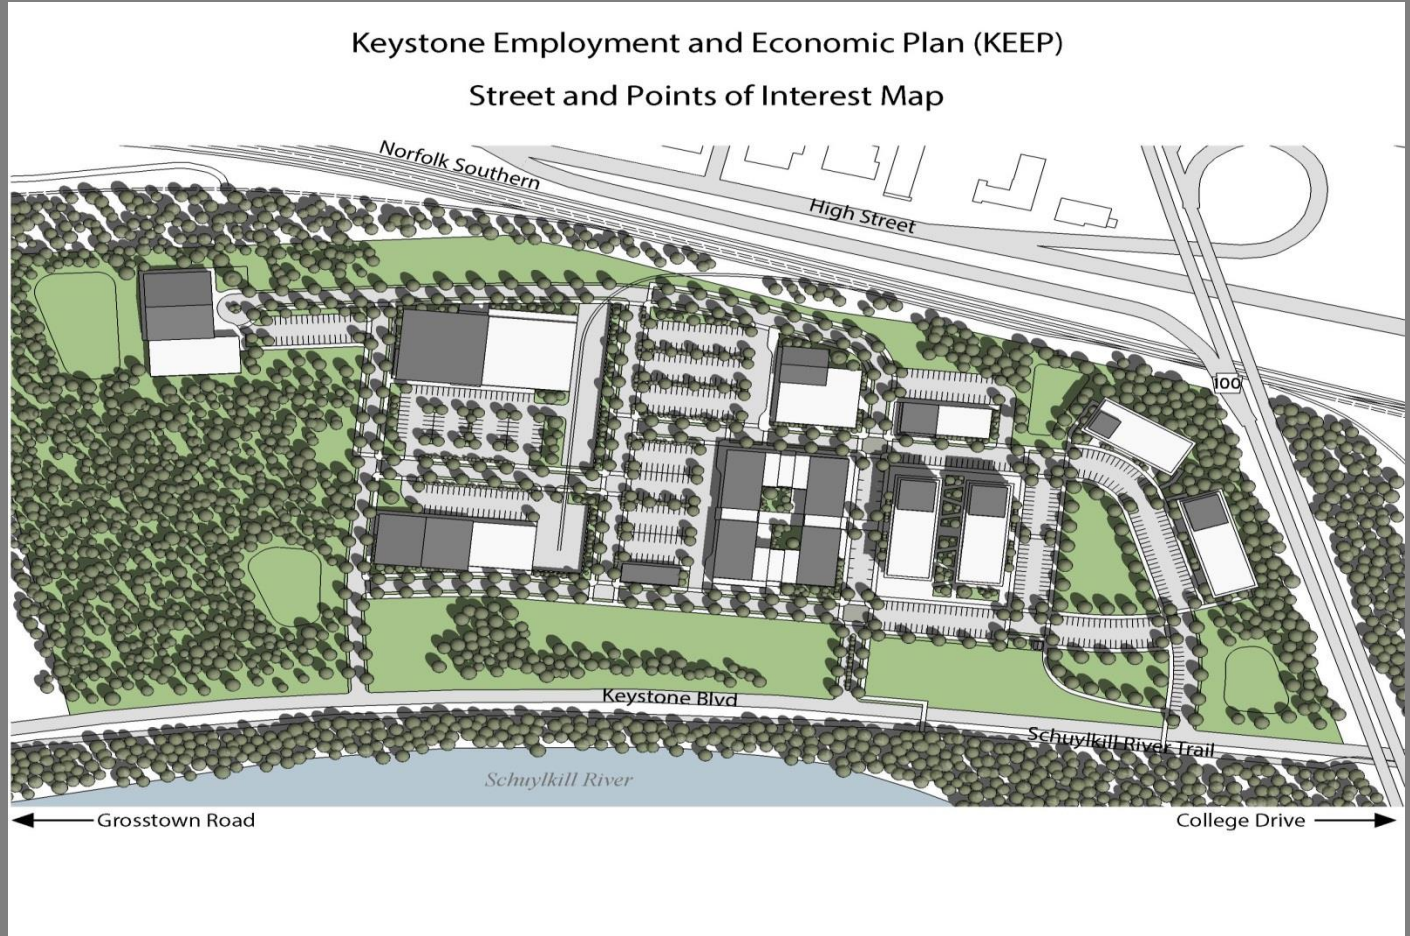 Keystone Employment and Economic Plan (KEEP)
Street and Points of Interest Map
Norfolk Southern
High Street
100
Keystone Blvd
Schuylkill River Trail
Schuylkill River
Grosstown Road
College Drive